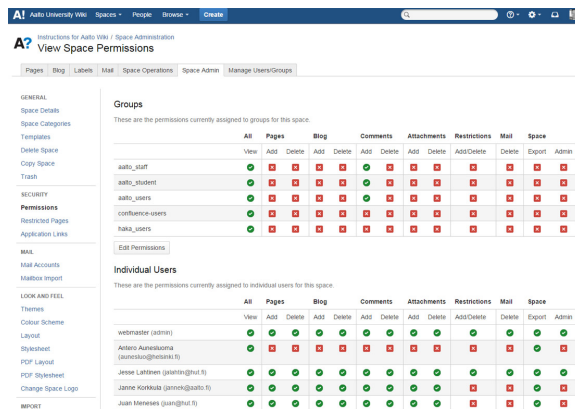 A! Aalto University Wiki Spaces People Browse Create
Instructions for Aalto Wiki / Space Administration
A? View Space Permissions
Pages Blog Labels Mail Space Operations Space Admin Manage Users/Groups
GENERAL
Space Details
Space Categories
Templates
Delete Space
Copy Space
Trash
SECURITY
Permissions
Restricted Pages
Application Links
MAIL
Mail Accounts
Mailbox Import
LOOK AND FEEL
Themes
Colour Scheme
Layout
Stylesheet
PDF Layout
PDF Stylesheet
Change Space Logo
IMPORT
Groups
These are the permissions currently assigned to groups for this space.
All Pages Blog Comments Attachments Restrictions Mail Space
View Add Delete Add Delete Add Delete Add Delete Add/Delete Delete Export Admin
aalto_staff
aalto_student
aalto_users
confluence-users
haka_users
Edit Permissions
Individual Users
These are the permissions currently assigned to individual users for this space.
All Pages Blog Comments Attachments Restrictions Mail Space
View Add Delete Add Delete Add Delete Add Delete Add/Delete Delete Export Admin
webmaster (admin)
Antero Aunesluoma
(aunesluo@helsinki.fi)
Jesse Lahtinen (jalahtin@hut.fi)
Janne Korkkula (jannek@aalto.fi)
Juan Meneses (juan@hut.fi)